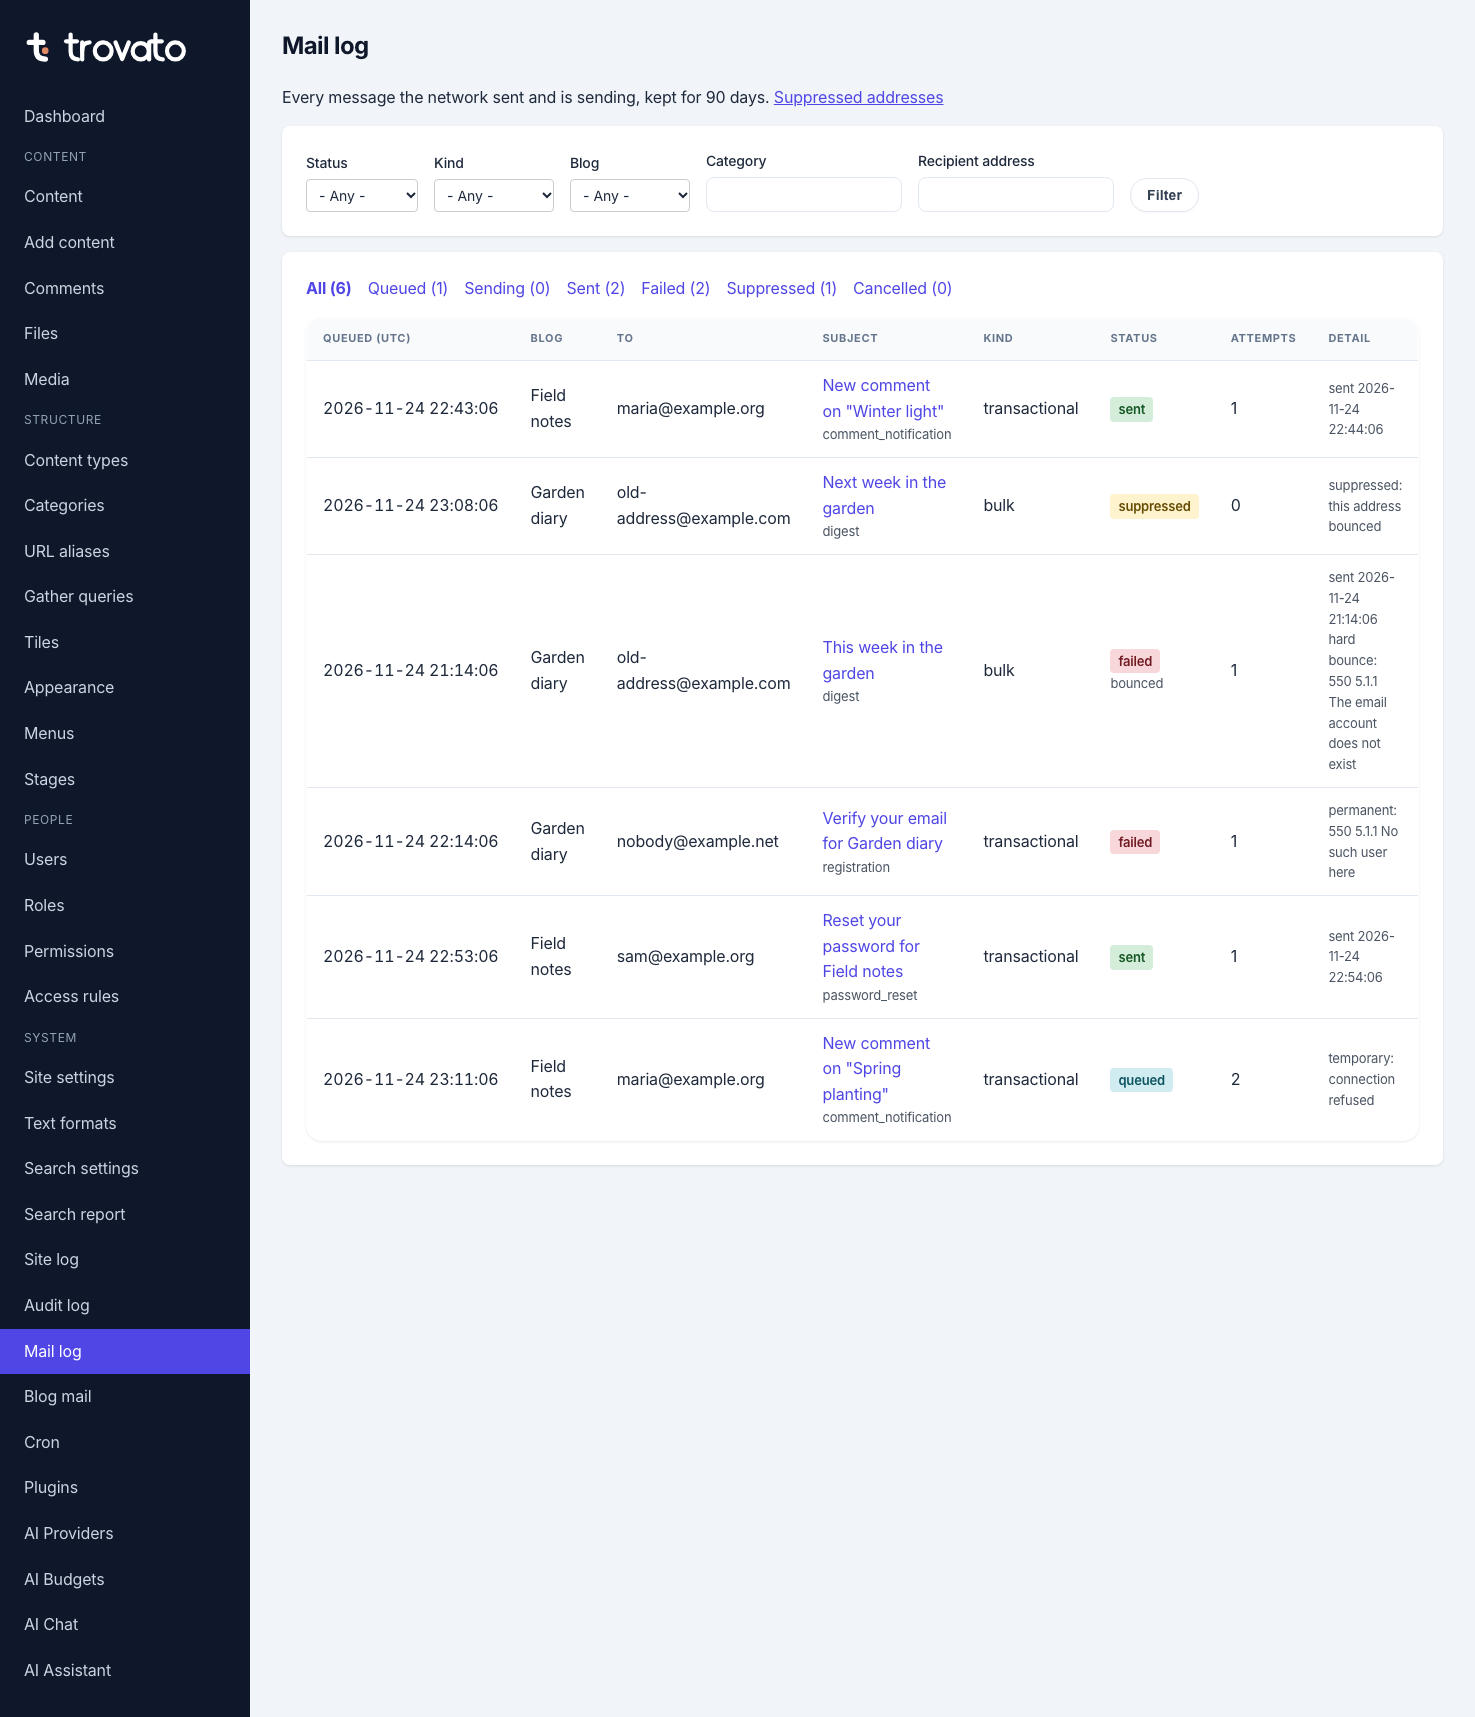 trovato
Dashboard
CONTENT
Content
Add content
Comments
Files
Media
STRUCTURE
Content types
Categories
URL aliases
Gather queries
Tiles
Appearance
Menus
Stages
PEOPLE
Users
Roles
Permissions
Access rules
SYSTEM
Site settings
Text formats
Search settings
Search report
Site log
Audit log
Mail log
Blog mail
Cron
Plugins
AI Providers
AI Budgets
AI Chat
AI Assistant
Mail log
Every message the network sent and is sending, kept for 90 days. Suppressed addresses
Status Kind Blog Category Recipient address
- Any - - Any - - Any - Filter
All (6) Queued (1) Sending (0) Sent (2) Failed (2) Suppressed (1) Cancelled (0)
QUEUED (UTC) BLOG TO SUBJECT KIND STATUS ATTEMPTS DETAIL
2026-11-24 22:43:06
Field
notes
maria@example.org
New comment
on "Winter light"
comment_notification
transactional
sent
1
sent 2026-
11-24
22:44:06
2026-11-24 23:08:06
Garden
diary
old-
address@example.com
Next week in the
garden
digest
bulk
suppressed
0
suppressed:
this address
bounced
2026-11-24 21:14:06
Garden
diary
old-
address@example.com
This week in the
garden
digest
bulk
failed
bounced
1
sent 2026-
11-24
21:14:06
hard
bounce:
550 5.1.1
The email
account
does not
exist
2026-11-24 22:14:06
Garden
diary
nobody@example.net
Verify your email
for Garden diary
registration
transactional
failed
1
permanent:
550 5.1.1 No
such user
here
2026-11-24 22:53:06
Field
notes
sam@example.org
Reset your
password for
Field notes
password_reset
transactional
sent
1
sent 2026-
11-24
22:54:06
2026-11-24 23:11:06
Field
notes
maria@example.org
New comment
on "Spring
planting"
comment_notification
transactional
queued
2
temporary:
connection
refused